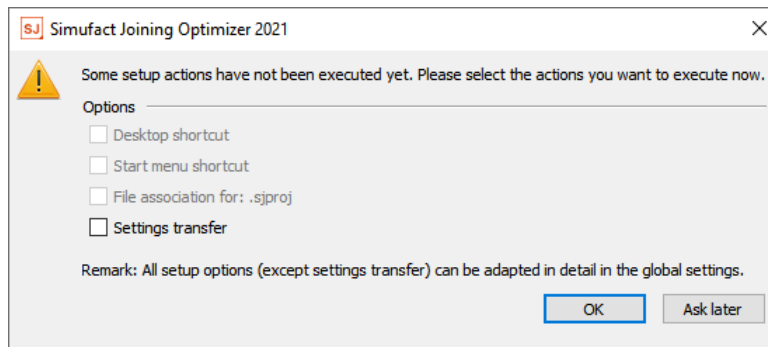 SJ Simufact Joining Optimizer 2021
Some setup actions have not been executed yet. Please select the actions you want to execute now.
Options
Desktop shortcut
Start menu shortcut
File association for: .sjproj
Settings transfer
Remark: All setup options (except settings transfer) can be adapted in detail in the global settings.
OK Ask later